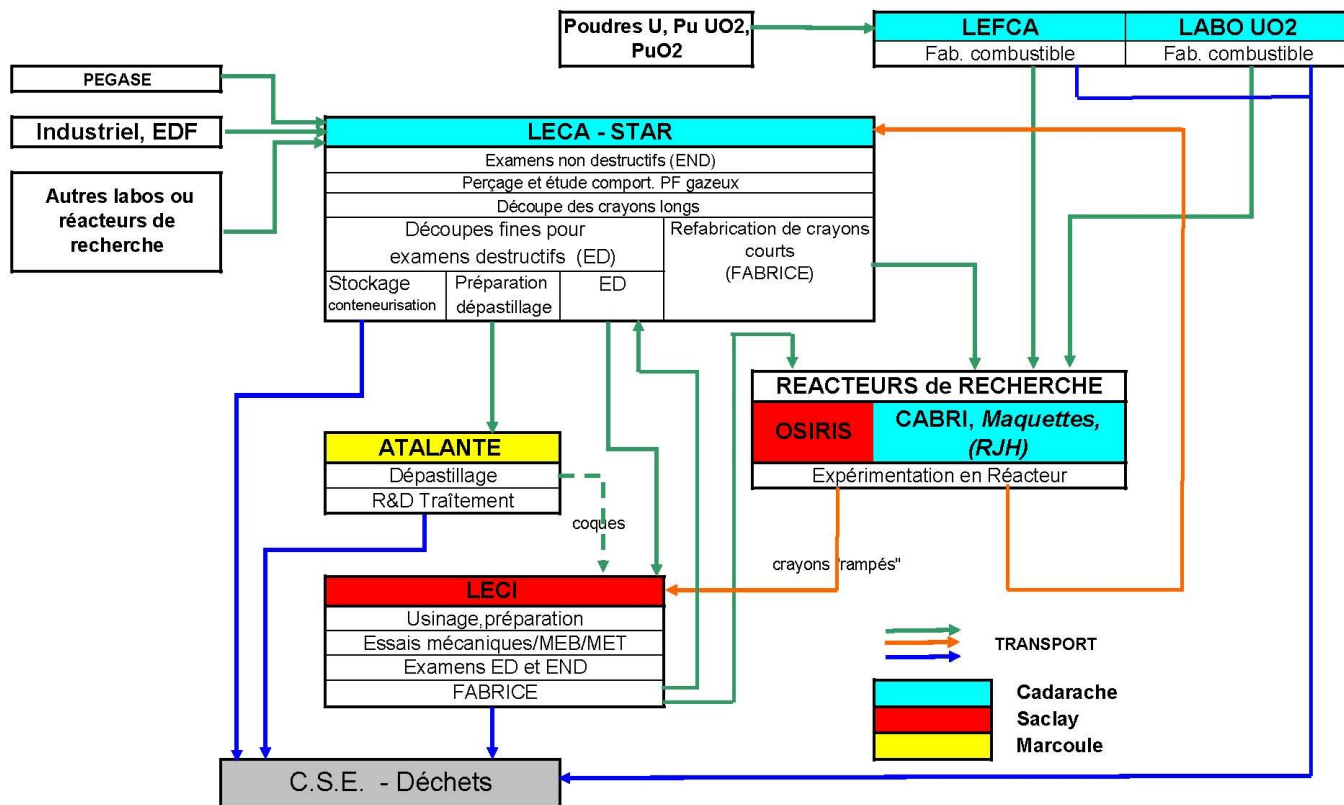 Poudres U, Pu UO2,
PuO2
LEFCA
LABO UO2
Fab. combustible
Fab. combustible
PEGASE
Industriel, EDF
Autres labos ou
réacteurs de
recherche
LECA - STAR
Examens non destructifs (END)
Perçage et étude comport. PF gazeux
Découpe des crayons longs
Découpes fines pour
examens destructifs (ED)
Refabrication de crayons
courts
(FABRICE)
Stockage
conteneurisation
Préparation
dépastillage
ED
REACTEURS de RECHERCHE
OSIRIS
CABRI, Maquettes,
(RJH)
Expérimentation en Réacteur
ATALANTE
Dépastillage
R&D Traîtement
coques
crayons "rampés"
LECI
Usinage,préparation
Essais mécaniques/MEB/MET
Examens ED et END
FABRICE
TRANSPORT
Cadarache
Saclay
Marcoule
C.S.E. - Déchets